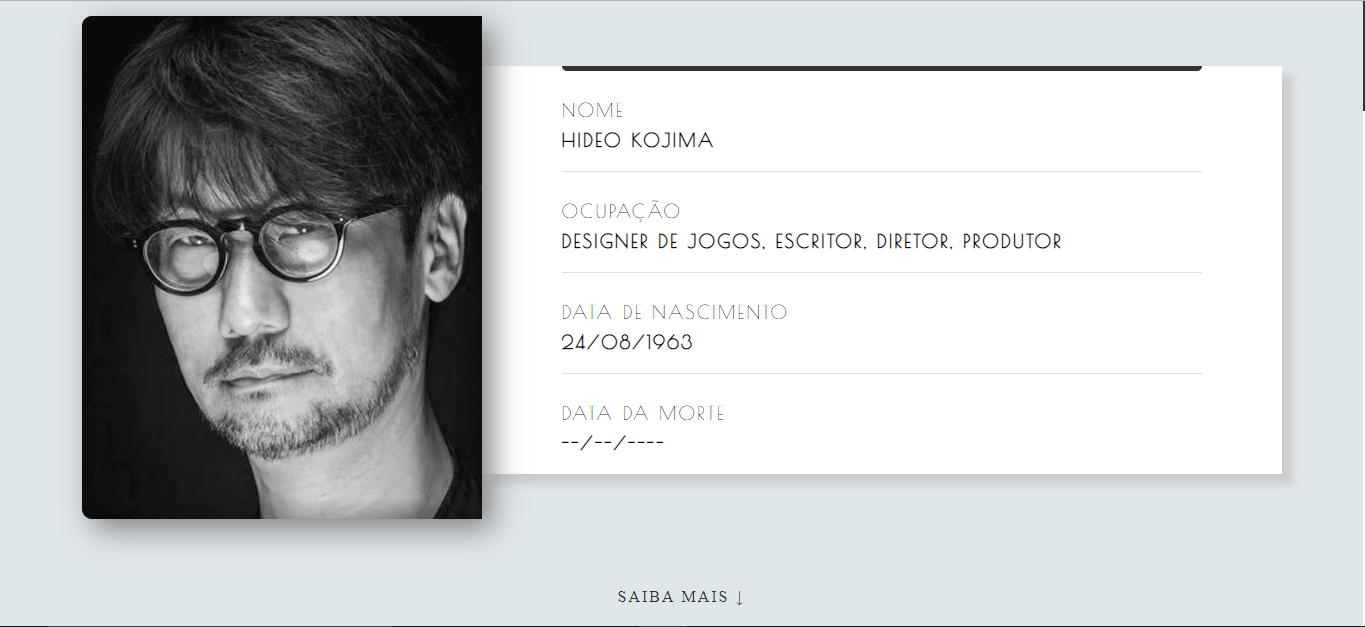 NOME
HIDEO KOJIMA
OCUPAÇÃO
DESIGNER DE JOGOS, ESCRITOR, DIRETOR, PRODUTOR
DATA DE NASCIMENTO
24/08/1963
DATA DA MORTE
--/--/----
SAIBA MAIS ↓